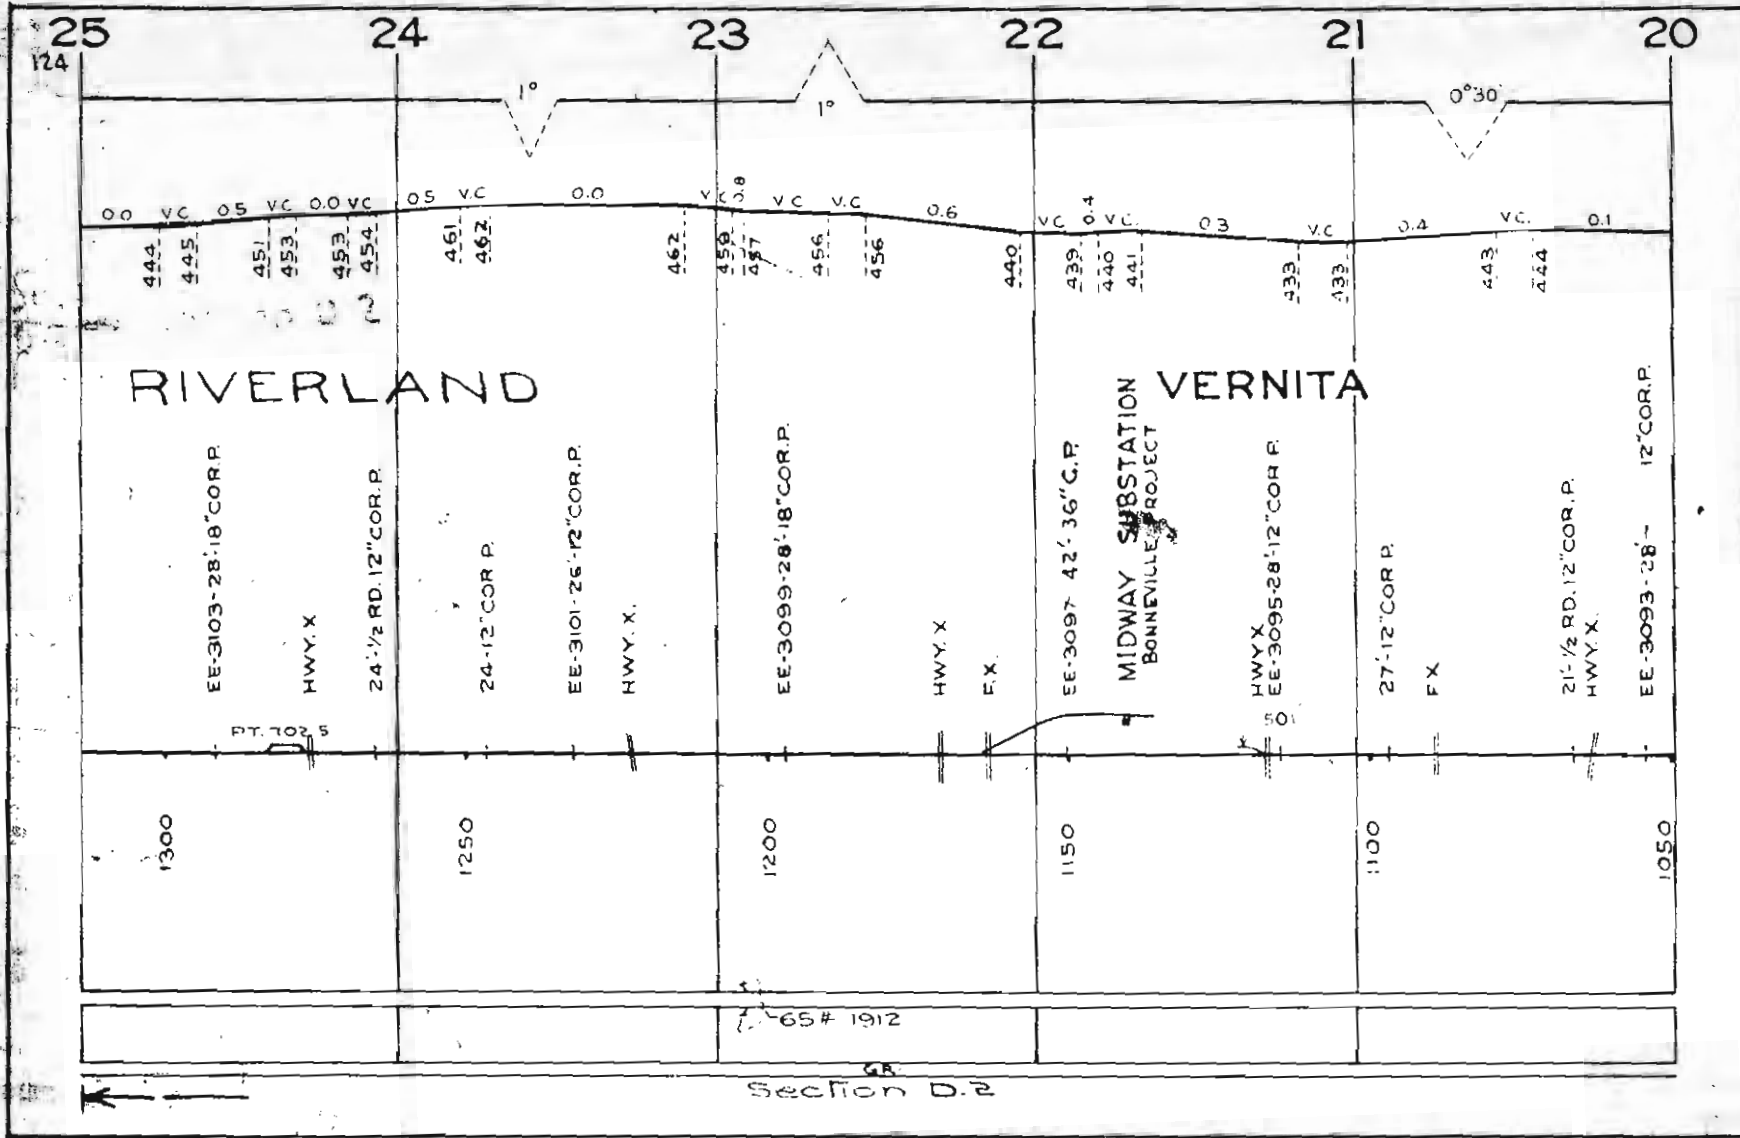 25 24 23 22 21 20
124
1° 1° 0°30'
0.0 V.C 0.5 V.C 0.0 V.C 0.5 V.C 0.0 V.C 0.8 V.C V.C. 0.6 V.C 0.4 V.C. 0.3 V.C 0.4 V.C. 0.1
444 445 451 453 453 454 461 462 462 458 457 456 456 440 439 440 441 433 433 443 444
RIVERLAND VERNITA
EE-3103-28'-18"COR.P.
HWY. X
24'-1/2 RD. 12"COR.P.
24-12"COR P.
EE-3101-26'-12"COR.P.
HWY. X.
EE-3099-28'-18"COR.P.
HWY. X
F.X.
EE-3097 42'-36"C.P.
MIDWAY SUBSTATION
BONNEVILLE PROJECT
HWY X
EE-3095-28'-12"COR P.
27'-12"COR P.
F X
21'-1/2 RD. 12"COR.P.
HWY. X.
EE-3093-28'- 12"COR.P.
PT. 702.5
501
1300 1250 1200 1150 1100 1050
65# 1912
G.R.
Section D.2